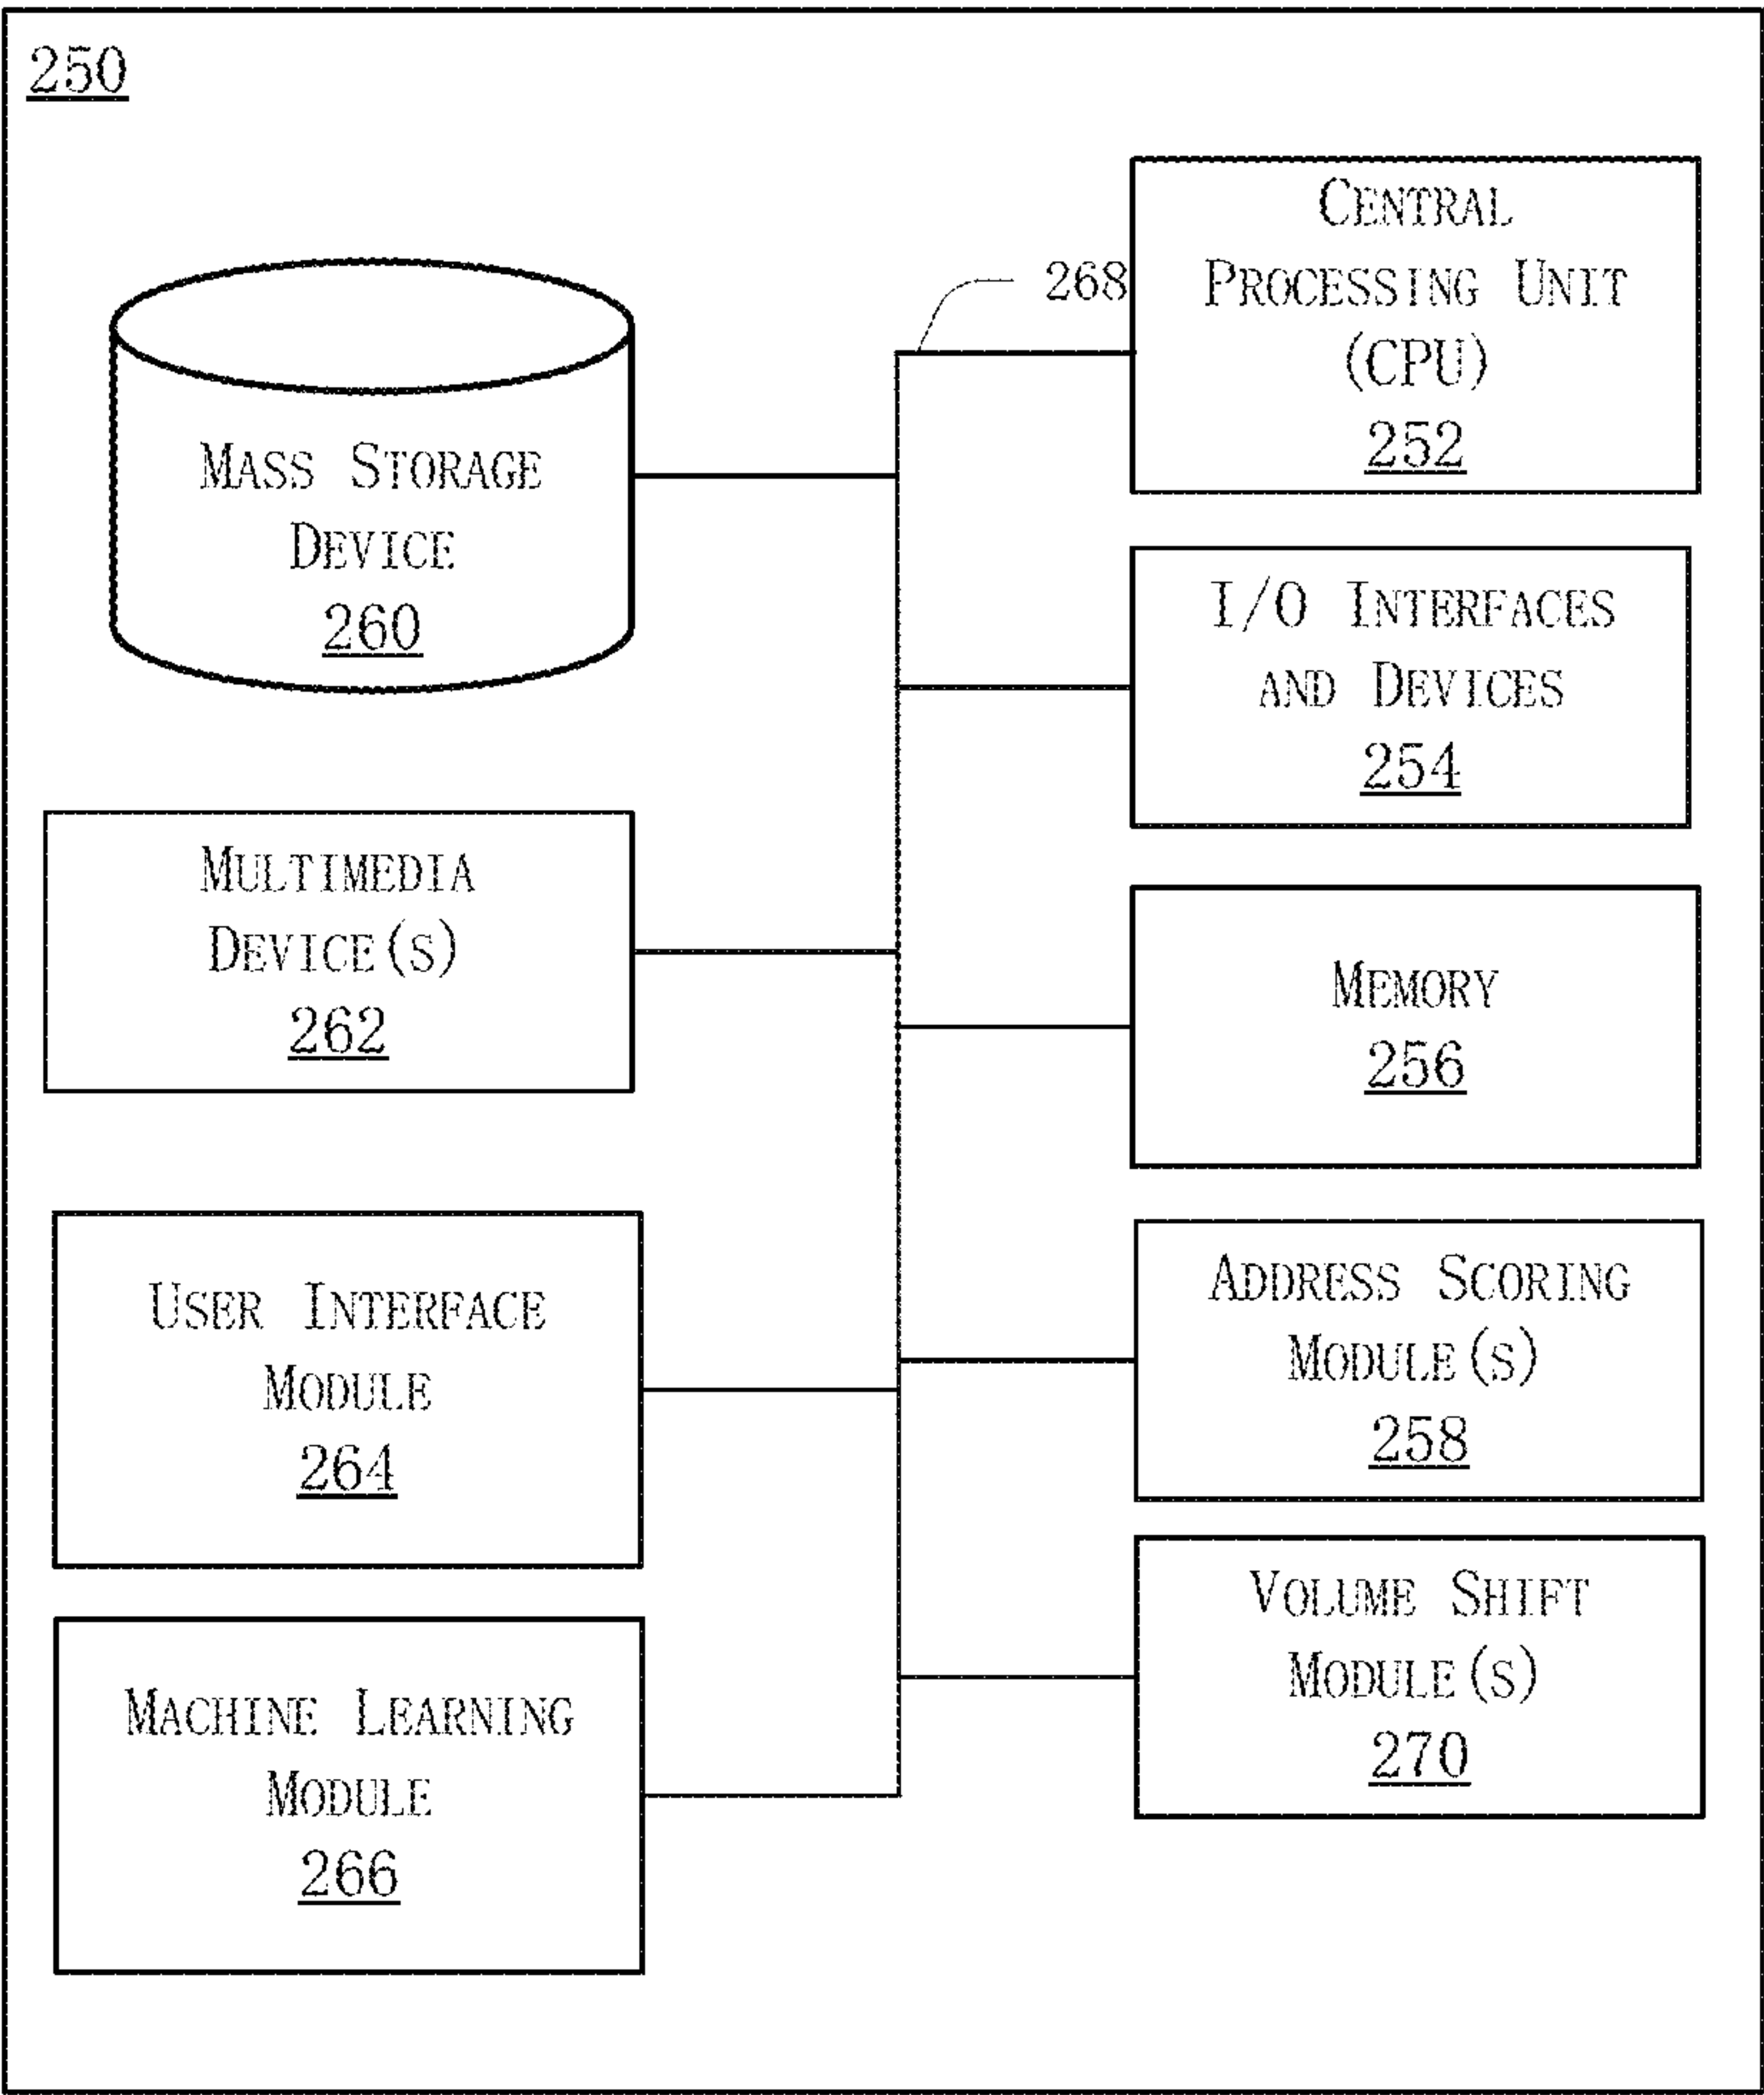 250
268
CENTRAL
PROCESSING UNIT
(CPU)
252
MASS STORAGE
DEVICE
260
I/O INTERFACES
AND DEVICES
254
MULTIMEDIA
DEVICE(S)
262
MEMORY
256
USER INTERFACE
MODULE
264
ADDRESS SCORING
MODULE(S)
258
MACHINE LEARNING
MODULE
266
VOLUME SHIFT
MODULE(S)
270